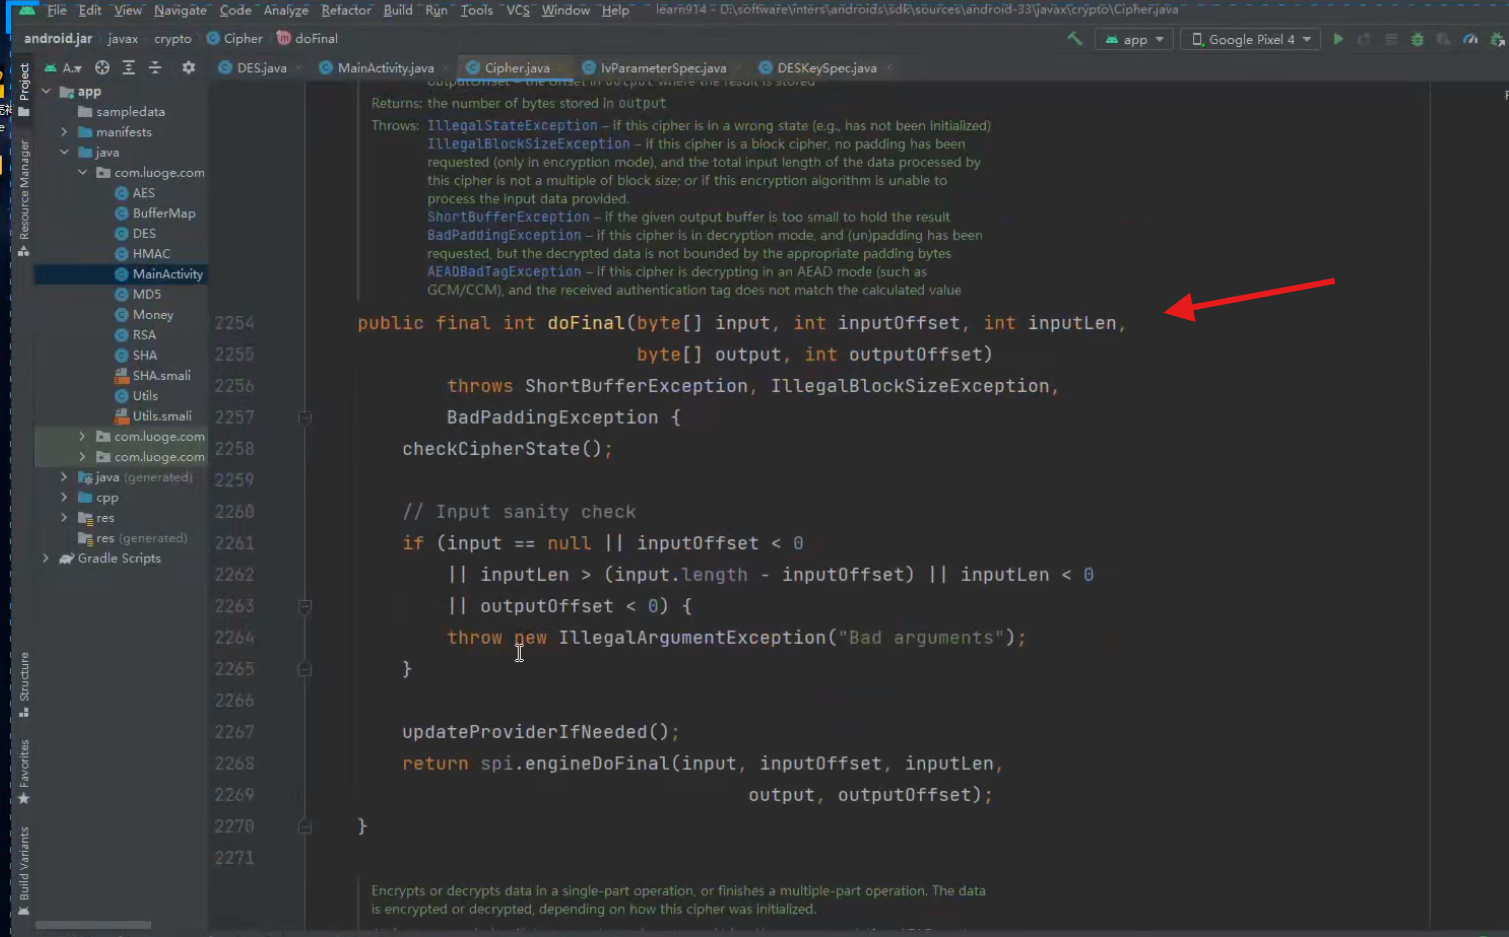 File Edit View Navigate Code Analyze Refactor Build Run Tools VCS Window Help learn914 - D:\software\inters\androids\sdk\sources\android-33\javax\crypto\Cipher.java
android.jar javax crypto Cipher doFinal app Google Pixel 4
A.. DES.java MainActivity.java Cipher.java IvParameterSpec.java DESKeySpec.java
Project
Resource Manager
Structure
Favorites
Build Variants
app
sampledata
manifests
java
com.luoge.com
AES
BufferMap
DES
HMAC
MainActivity
MD5
Money
RSA
SHA
SHA.smali
Utils
Utils.smali
com.luoge.com
com.luoge.com
java (generated)
cpp
res
res (generated)
Gradle Scripts
outputOffset – the offset in output where the result is stored
Returns: the number of bytes stored in output
Throws: IllegalStateException – if this cipher is in a wrong state (e.g., has not been initialized)
IllegalBlockSizeException – if this cipher is a block cipher, no padding has been
requested (only in encryption mode), and the total input length of the data processed by
this cipher is not a multiple of block size; or if this encryption algorithm is unable to
process the input data provided.
ShortBufferException – if the given output buffer is too small to hold the result
BadPaddingException – if this cipher is in decryption mode, and (un)padding has been
requested, but the decrypted data is not bounded by the appropriate padding bytes
AEADBadTagException – if this cipher is decrypting in an AEAD mode (such as
GCM/CCM), and the received authentication tag does not match the calculated value
2254 public final int doFinal(byte[] input, int inputOffset, int inputLen,
2255 byte[] output, int outputOffset)
2256 throws ShortBufferException, IllegalBlockSizeException,
2257 BadPaddingException {
2258 checkCipherState();
2259
2260 // Input sanity check
2261 if (input == null || inputOffset < 0
2262 || inputLen > (input.length - inputOffset) || inputLen < 0
2263 || outputOffset < 0) {
2264 throw new IllegalArgumentException("Bad arguments");
2265 }
2266
2267 updateProviderIfNeeded();
2268 return spi.engineDoFinal(input, inputOffset, inputLen,
2269 output, outputOffset);
2270 }
2271
Encrypts or decrypts data in a single-part operation, or finishes a multiple-part operation. The data
is encrypted or decrypted, depending on how this cipher was initialized.